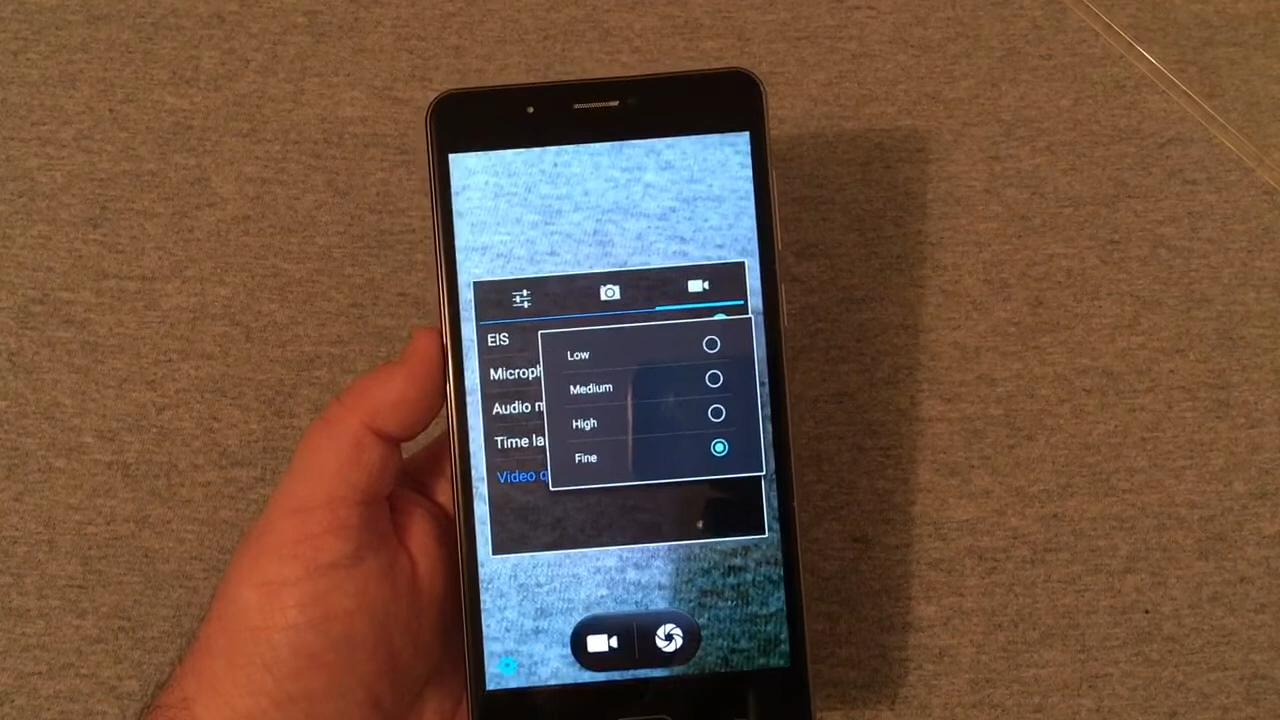 EIS
Microph
Audio m
Time la
Video q
Low
Medium
High
Fine